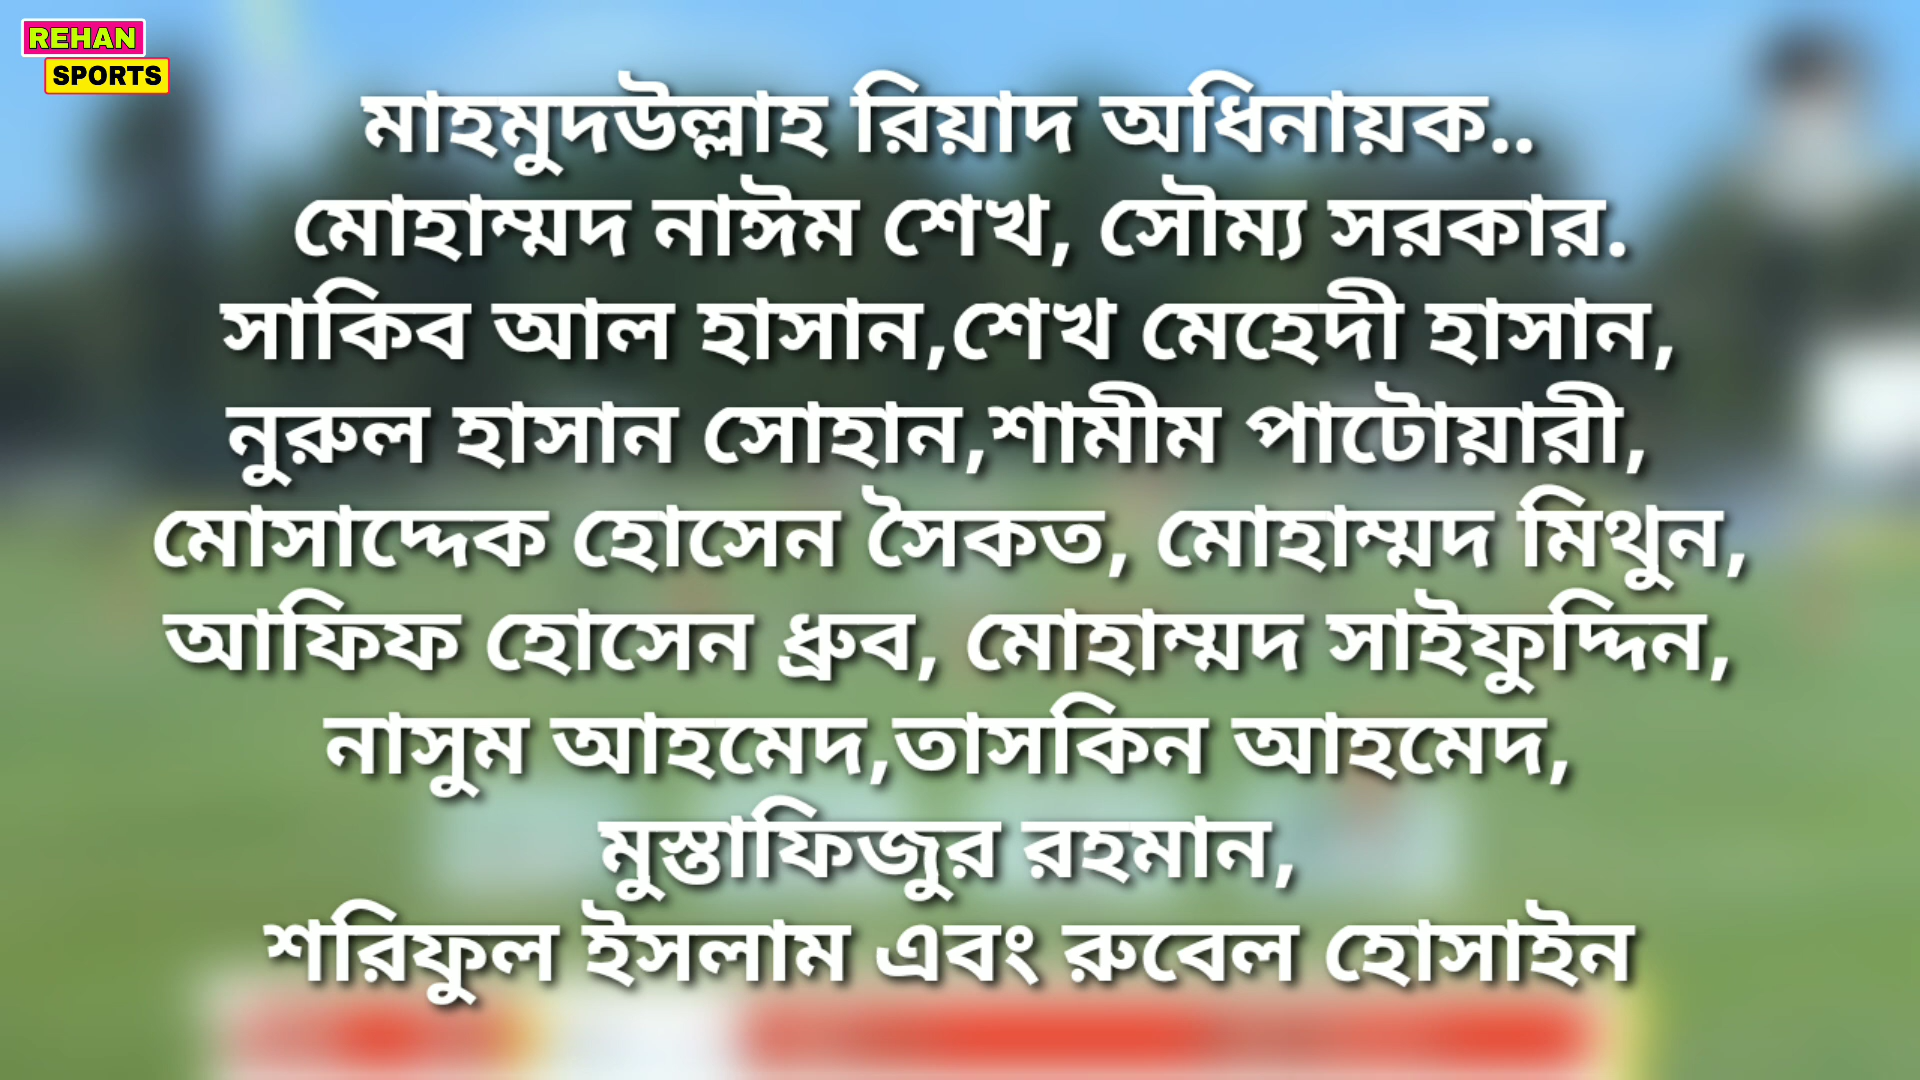 REHAN
SPORTS
মাহমুদউল্লাহ রিয়াদ অধিনায়ক..
মোহাম্মদ নাঈম শেখ, সৌম্য সরকার.
সাকিব আল হাসান,শেখ মেহেদী হাসান,
নুরুল হাসান সোহান,শামীম পাটোয়ারী,
মোসাদ্দেক হোসেন সৈকত, মোহাম্মদ মিথুন,
আফিফ হোসেন ধ্রুব, মোহাম্মদ সাইফুদ্দিন,
নাসুম আহমেদ,তাসকিন আহমেদ,
মুস্তাফিজুর রহমান,
শরিফুল ইসলাম এবং রুবেল হোসাইন